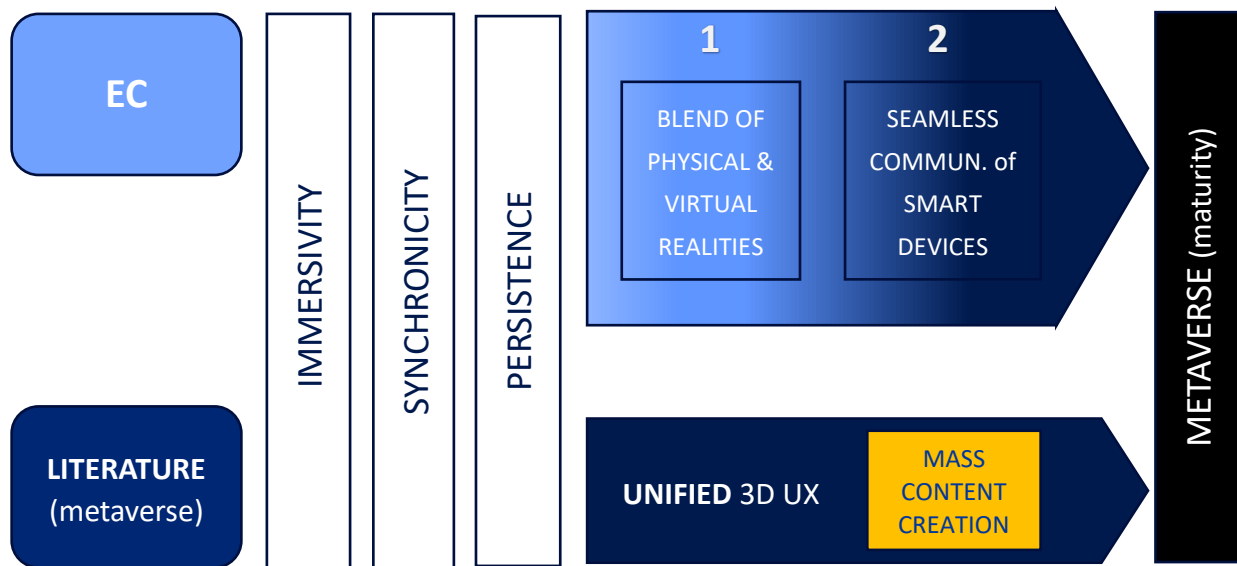 EC
IMMERSIVITY
SYNCHRONICITY
PERSISTENCE
1
BLEND OF
PHYSICAL &
VIRTUAL
REALITIES
2
SEAMLESS
COMMUN. of
SMART
DEVICES
METAVERSE (maturity)
LITERATURE
(metaverse)
UNIFIED 3D UX
MASS
CONTENT
CREATION